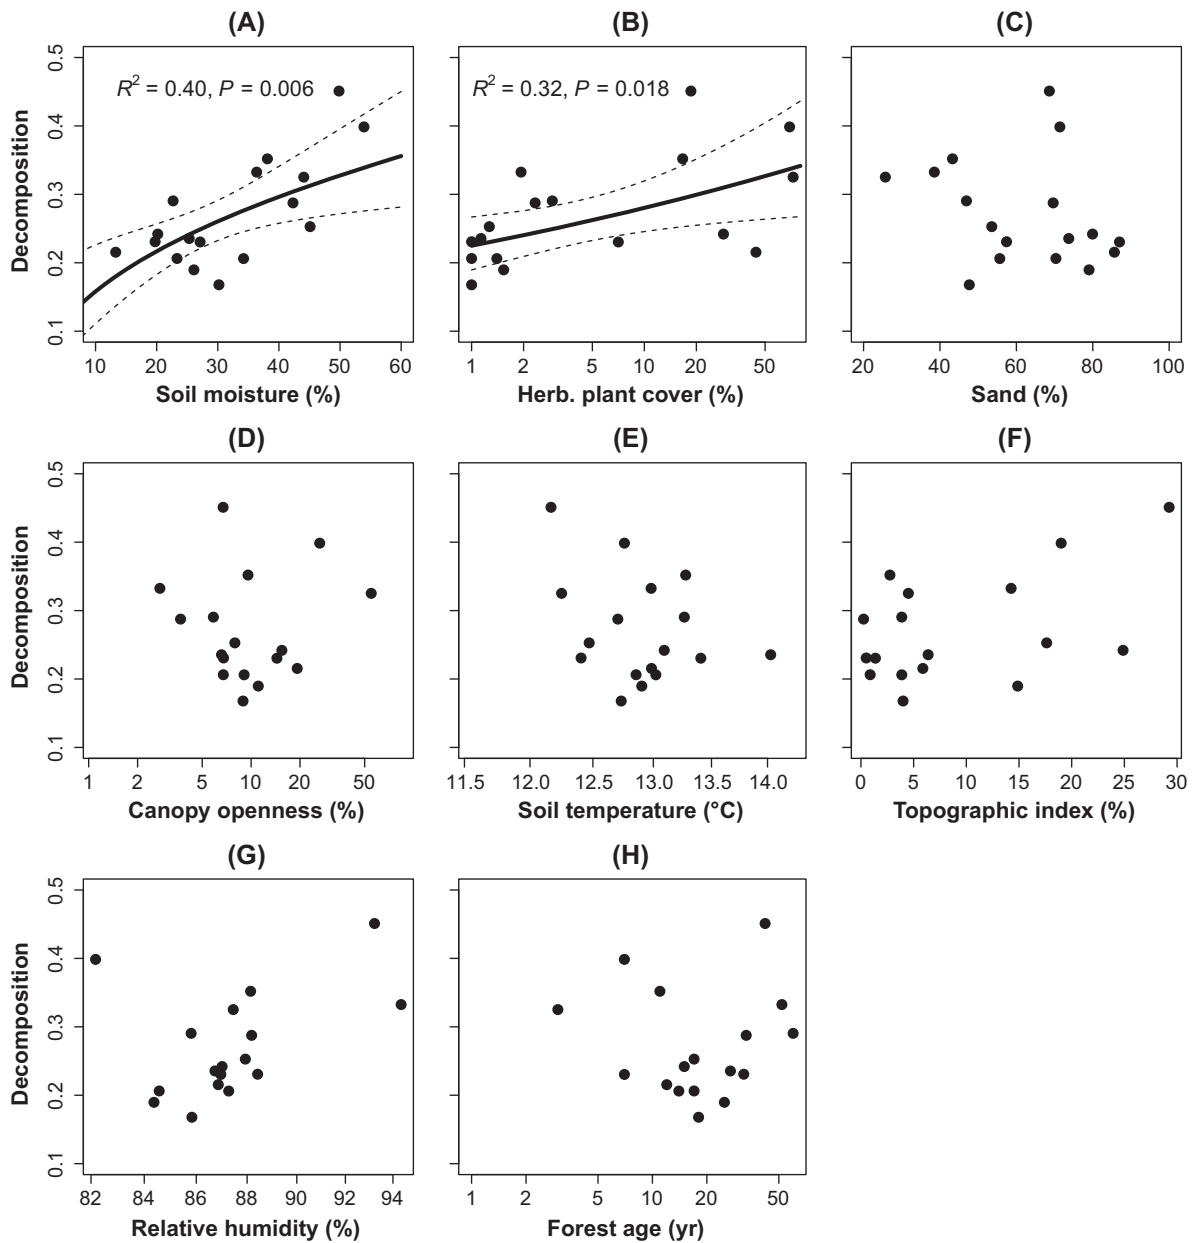 (A)
(B)
(C)
R² = 0.40, P = 0.006
R² = 0.32, P = 0.018
Decomposition
0.5
0.4
0.3
0.2
0.1
10 20 30 40 50 60
1 2 5 10 20 50
20 40 60 80 100
Soil moisture (%)
Herb. plant cover (%)
Sand (%)
(D)
(E)
(F)
Decomposition
0.5
0.4
0.3
0.2
0.1
1 2 5 10 20 50
11.5 12.0 12.5 13.0 13.5 14.0
0 5 10 15 20 25 30
Canopy openness (%)
Soil temperature (°C)
Topographic index (%)
(G)
(H)
Decomposition
0.5
0.4
0.3
0.2
0.1
82 84 86 88 90 92 94
1 2 5 10 20 50
Relative humidity (%)
Forest age (yr)